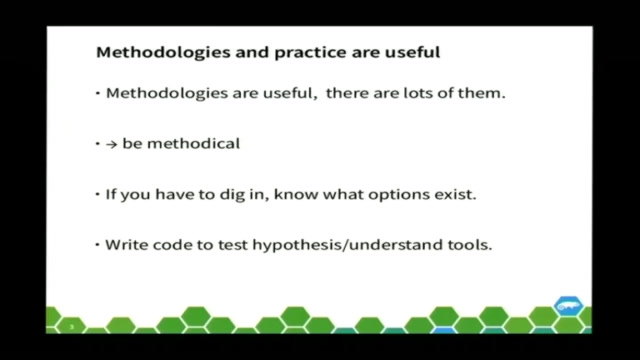 Methodologies and practice are useful
• Methodologies are useful, there are lots of them.
• → be methodical
• If you have to dig in, know what options exist.
• Write code to test hypothesis/understand tools.
3